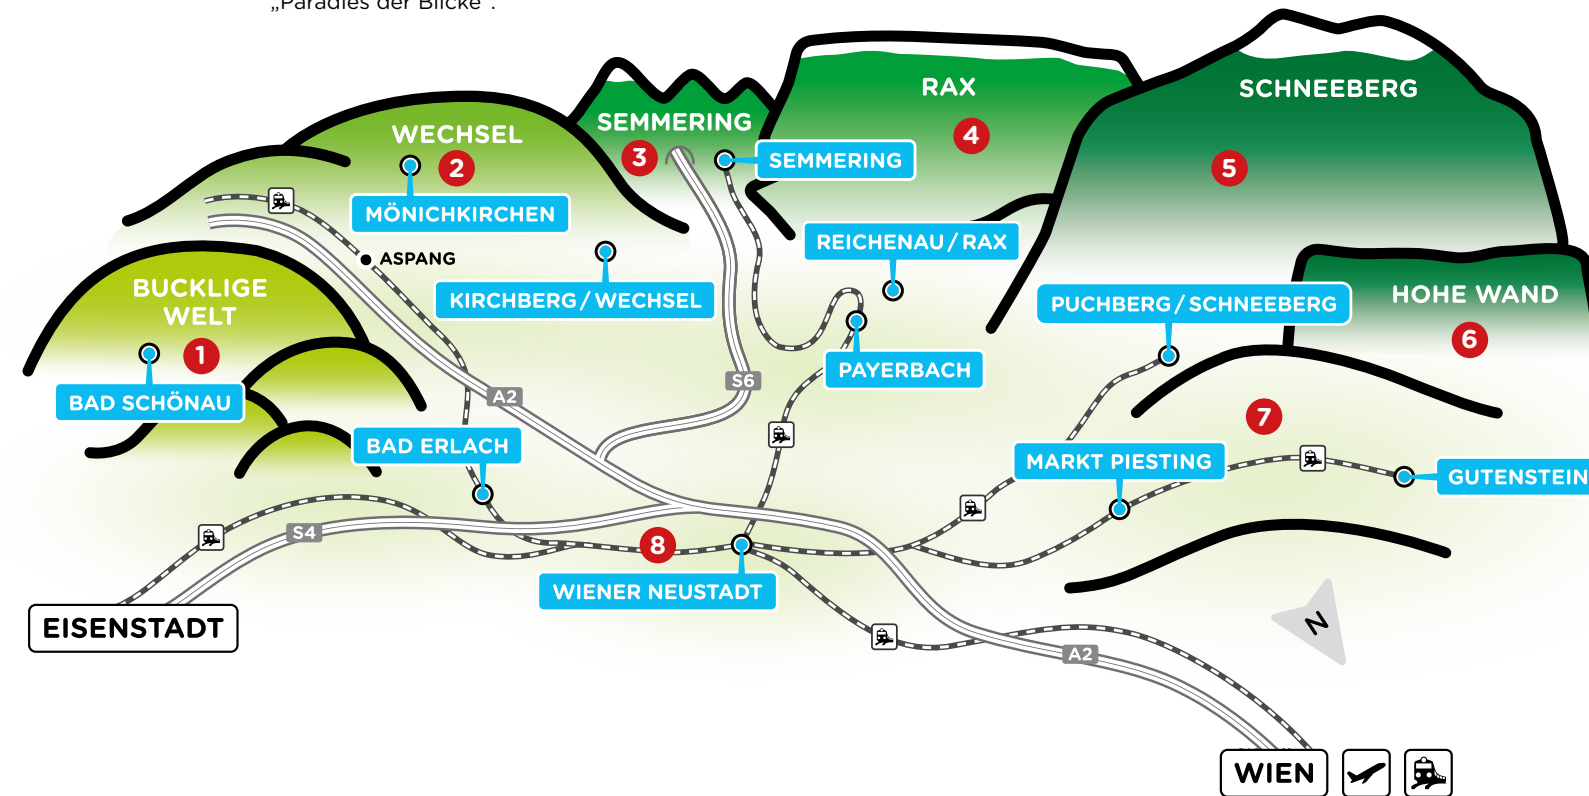 „Paradies der Blicke“.
RAX
SCHNEEBERG
4
WECHSEL
SEMMERING
2
3
SEMMERING
5
MÖNICHKIRCHEN
REICHENAU / RAX
ASPANG
BUCKLIGE
WELT
KIRCHBERG / WECHSEL
PUCHBERG / SCHNEEBERG
HOHE WAND
1
6
PAYERBACH
S6
A2
BAD SCHÖNAU
7
BAD ERLACH
MARKT PIESTING
GUTENSTEIN
S4
8
WIENER NEUSTADT
EISENSTADT
N
A2
WIEN